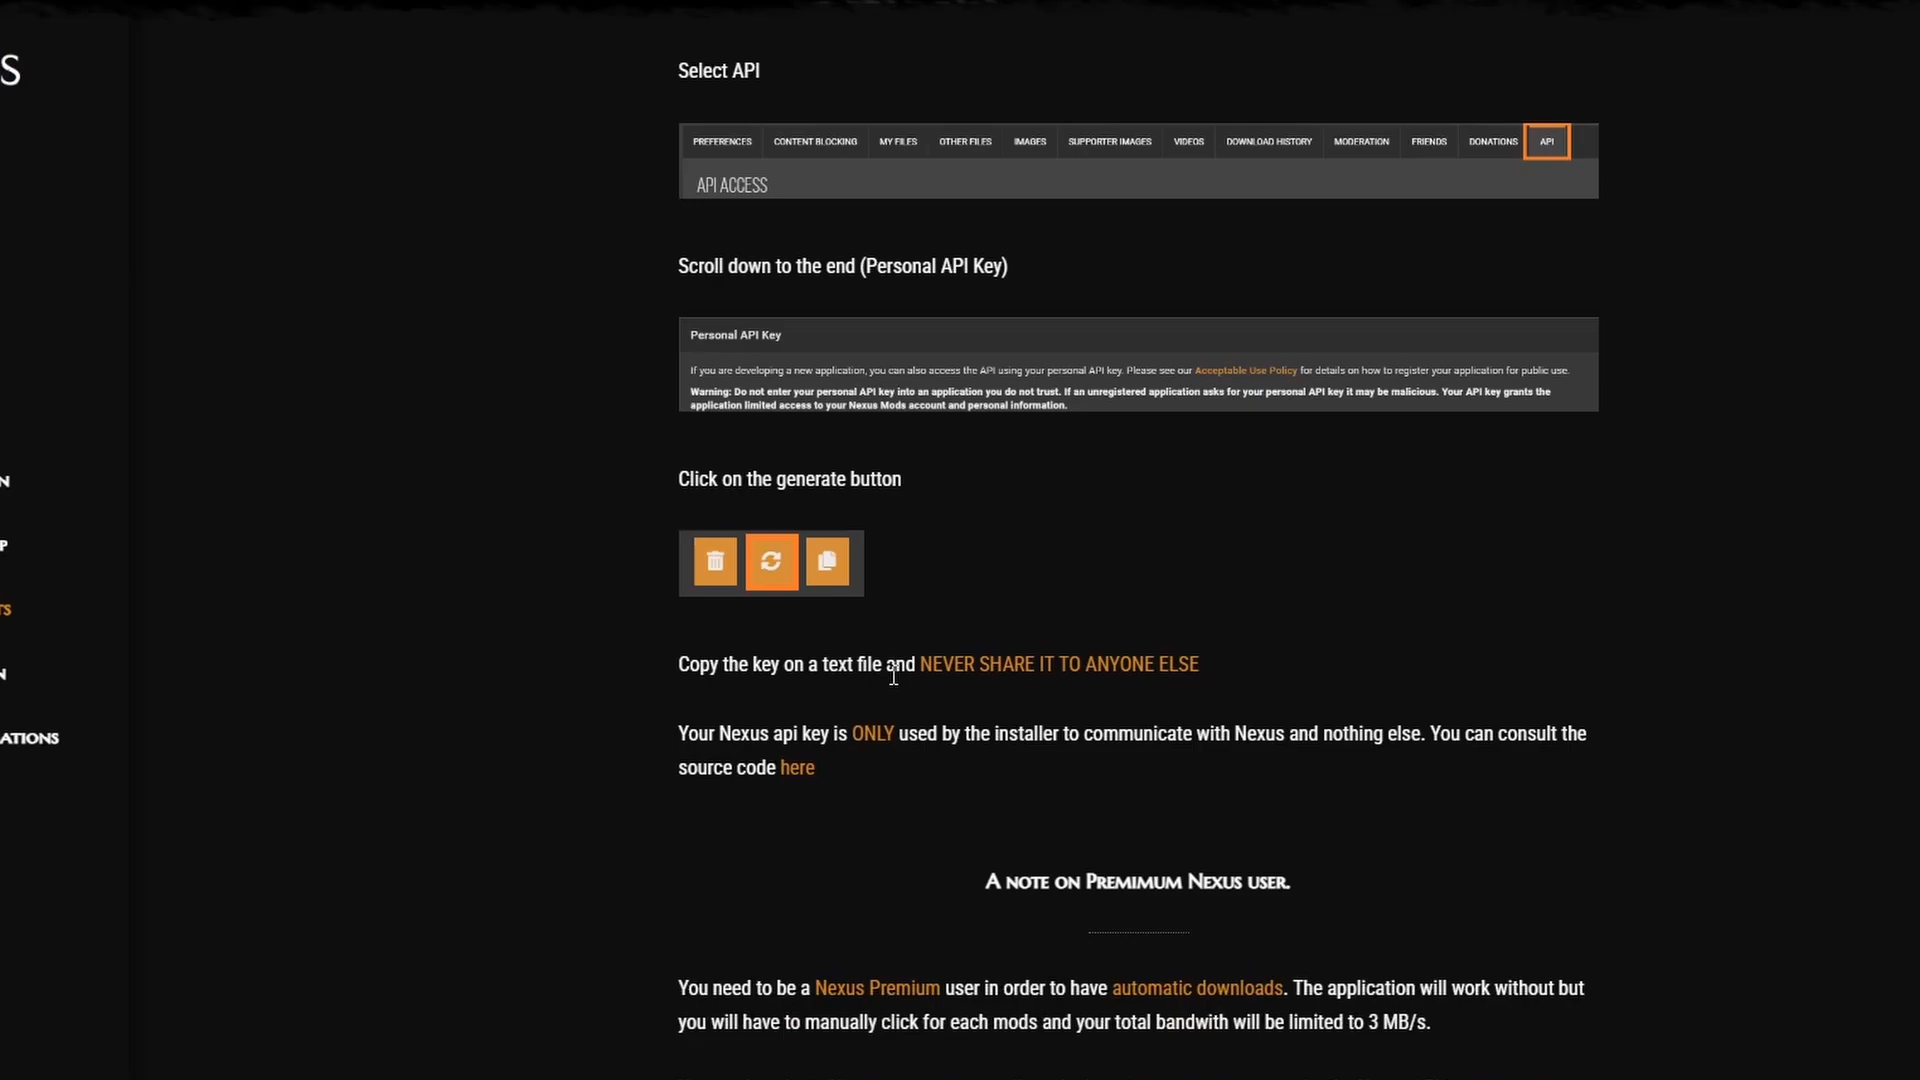 S
Select API
PREFERENCES CONTENT BLOCKING MY FILES OTHER FILES IMAGES SUPPORTER IMAGES VIDEOS DOWNLOAD HISTORY MODERATION FRIENDS DONATIONS API
API ACCESS
Scroll down to the end (Personal API Key)
Personal API Key
If you are developing a new application, you can also access the API using your personal API key. Please see our Acceptable Use Policy for details on how to register your application for public use.
Warning: Do not enter your personal API key into an application you do not trust. If an unregistered application asks for your personal API key it may be malicious. Your API key grants the
application limited access to your Nexus Mods account and personal information.
N
Click on the generate button
P
TS
Copy the key on a text file and NEVER SHARE IT TO ANYONE ELSE
N
Your Nexus api key is ONLY used by the installer to communicate with Nexus and nothing else. You can consult the
ATIONS
source code here
A NOTE ON PREMIMUM NEXUS USER.
You need to be a Nexus Premium user in order to have automatic downloads. The application will work without but
you will have to manually click for each mods and your total bandwith will be limited to 3 MB/s.